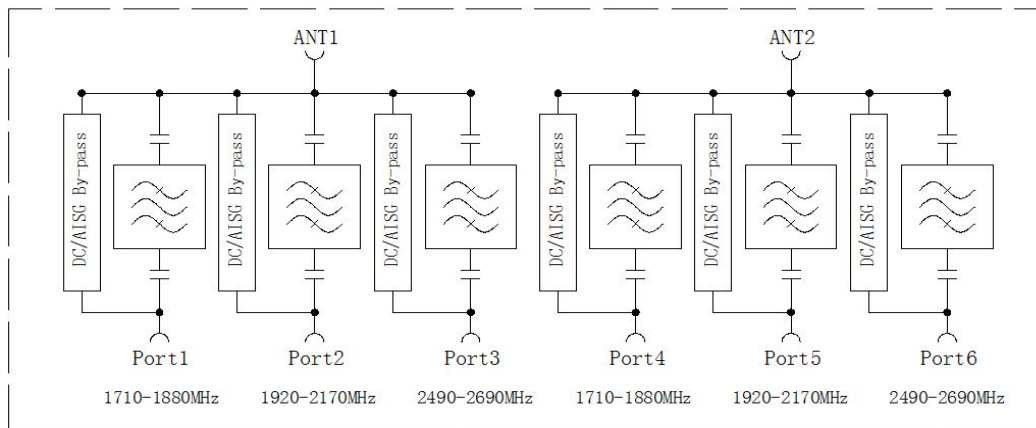 ANT1 ANT2
DC/AISG By-pass DC/AISG By-pass DC/AISG By-pass DC/AISG By-pass DC/AISG By-pass DC/AISG By-pass
Port1 Port2 Port3 Port4 Port5 Port6
1710-1880MHz 1920-2170MHz 2490-2690MHz 1710-1880MHz 1920-2170MHz 2490-2690MHz